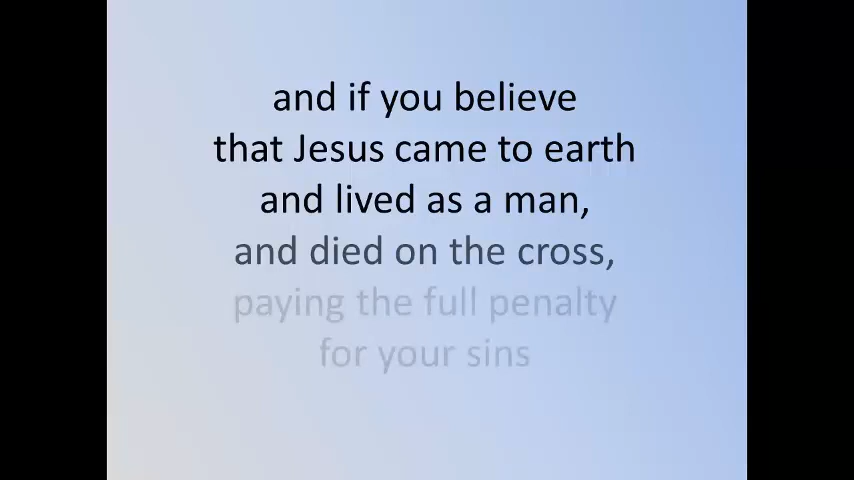 and if you believe
that Jesus came to earth
and lived as a man,
and died on the cross,
paying the full penalty
for your sins